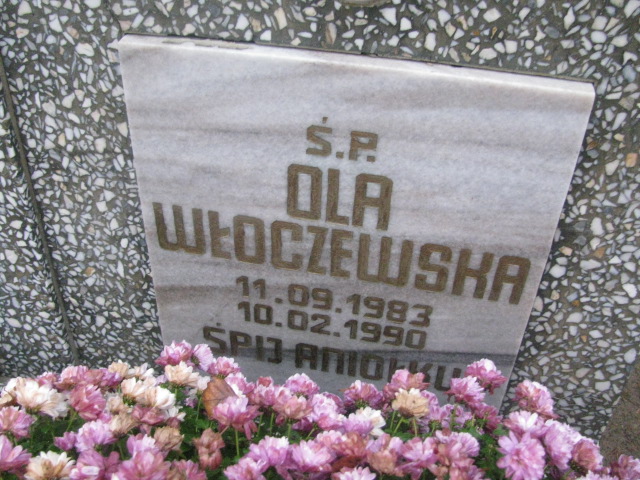 Ś.P.
OLA
WŁOCZEWSKA
11.09.1983
10.02.1990
ŚPIJ ANIOŁKU